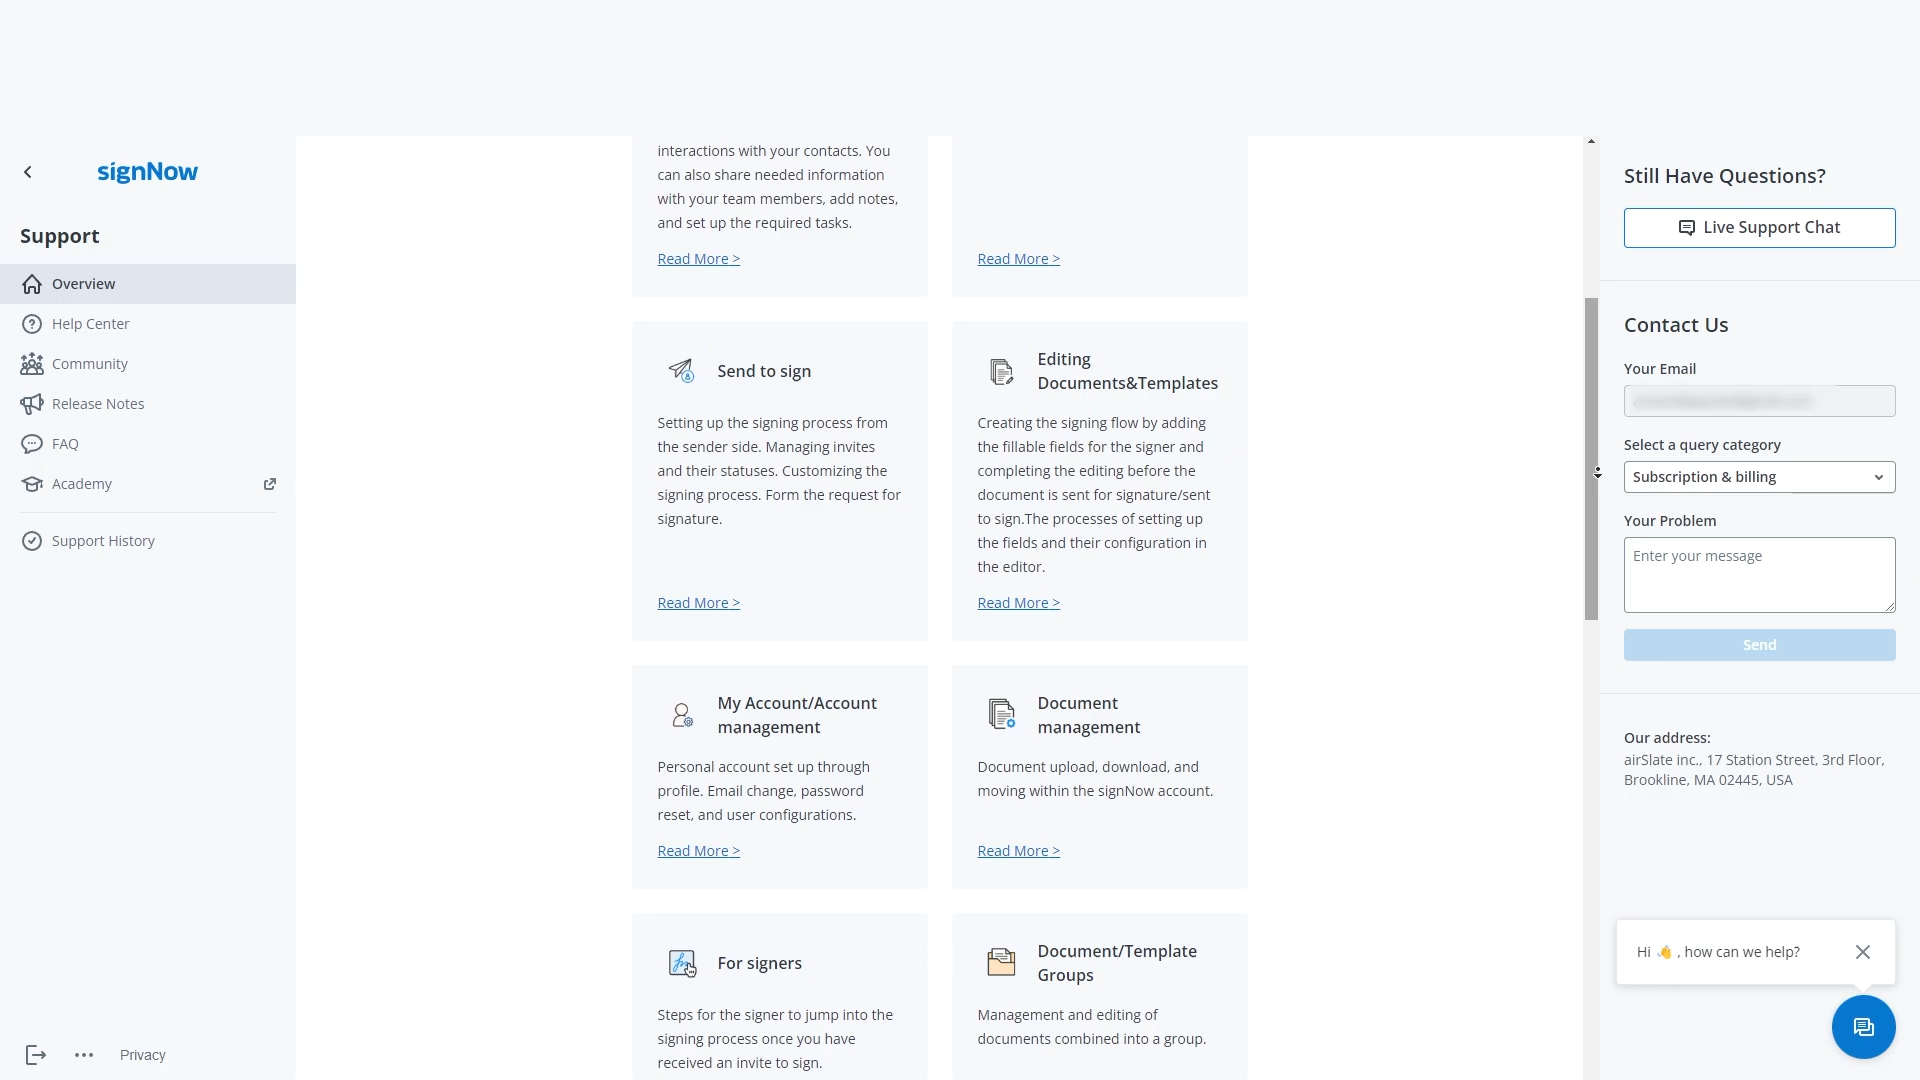 signNow
Support
Overview
Help Center
Community
Release Notes
FAQ
Academy
Support History
Privacy
interactions with your contacts. You
can also share needed information
with your team members, add notes,
and set up the required tasks.
Read More >
Read More >
Send to sign
Setting up the signing process from
the sender side. Managing invites
and their statuses. Customizing the
signing process. Form the request for
signature.
Read More >
Editing
Documents&Templates
Creating the signing flow by adding
the fillable fields for the signer and
completing the editing before the
document is sent for signature/sent
to sign.The processes of setting up
the fields and their configuration in
the editor.
Read More >
My Account/Account
management
Personal account set up through
profile. Email change, password
reset, and user configurations.
Read More >
Document
management
Document upload, download, and
moving within the signNow account.
Read More >
For signers
Steps for the signer to jump into the
signing process once you have
received an invite to sign.
Document/Template
Groups
Management and editing of
documents combined into a group.
Still Have Questions?
Live Support Chat
Contact Us
Your Email
Select a query category
Subscription & billing
Your Problem
Enter your message
Send
Our address:
airSlate inc., 17 Station Street, 3rd Floor,
Brookline, MA 02445, USA
Hi 👋 , how can we help?